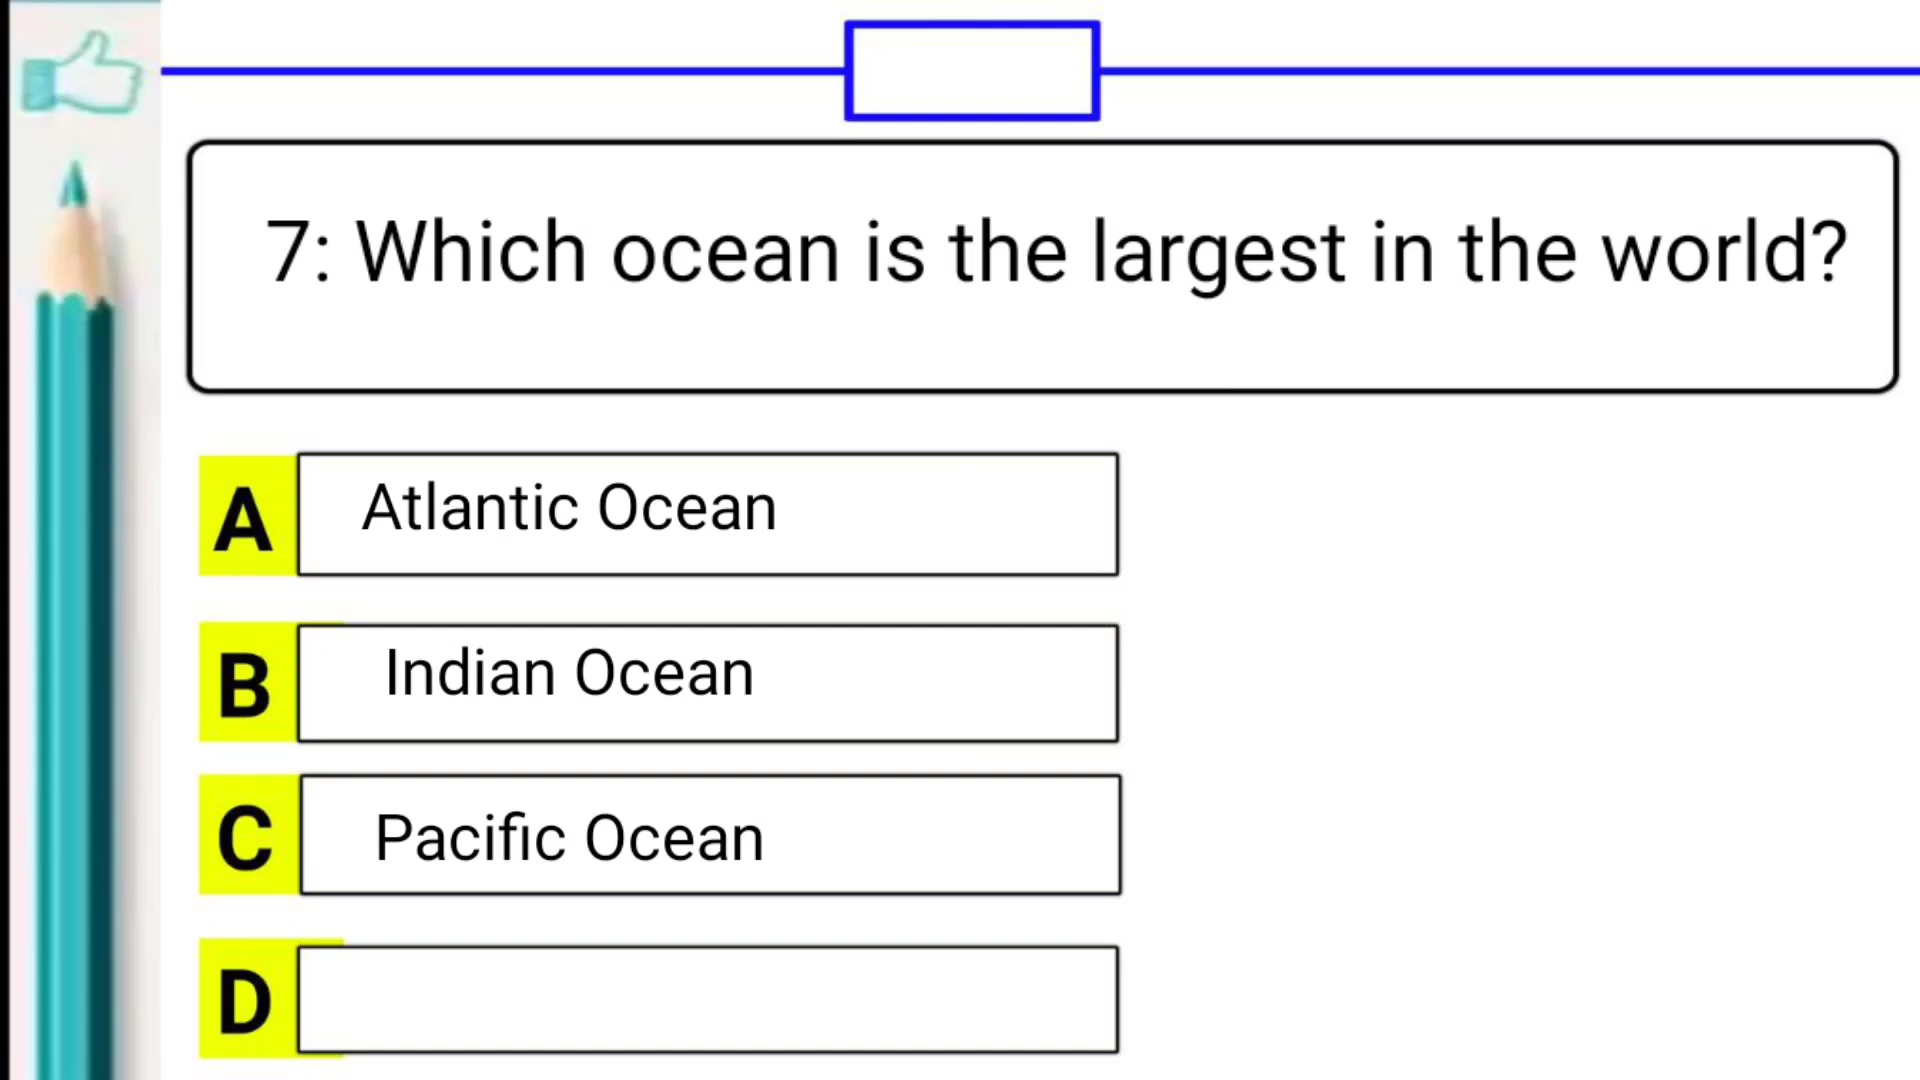 7: Which ocean is the largest in the world?
A Atlantic Ocean
B Indian Ocean
C Pacific Ocean
D